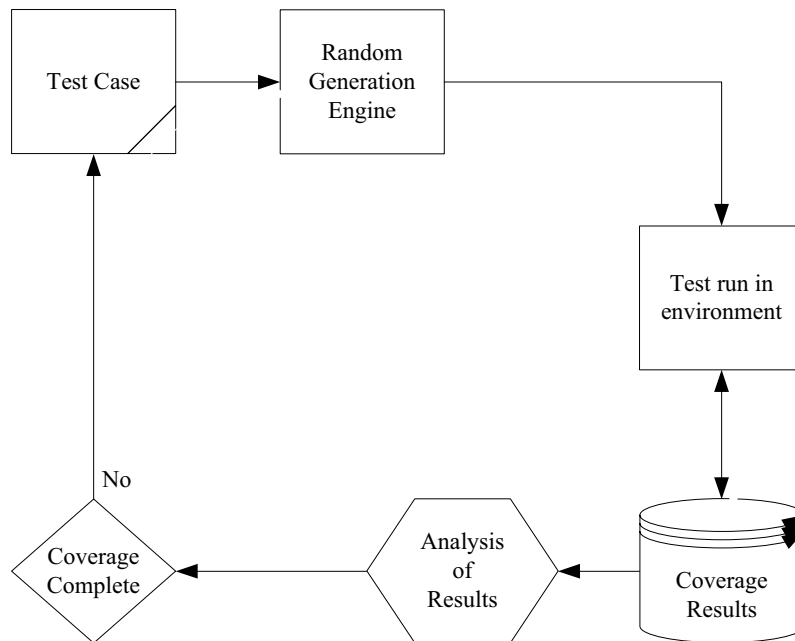 Test Case
Random
Generation
Engine
Test run in
environment
No
Coverage
Complete
Analysis
of
Results
Coverage
Results